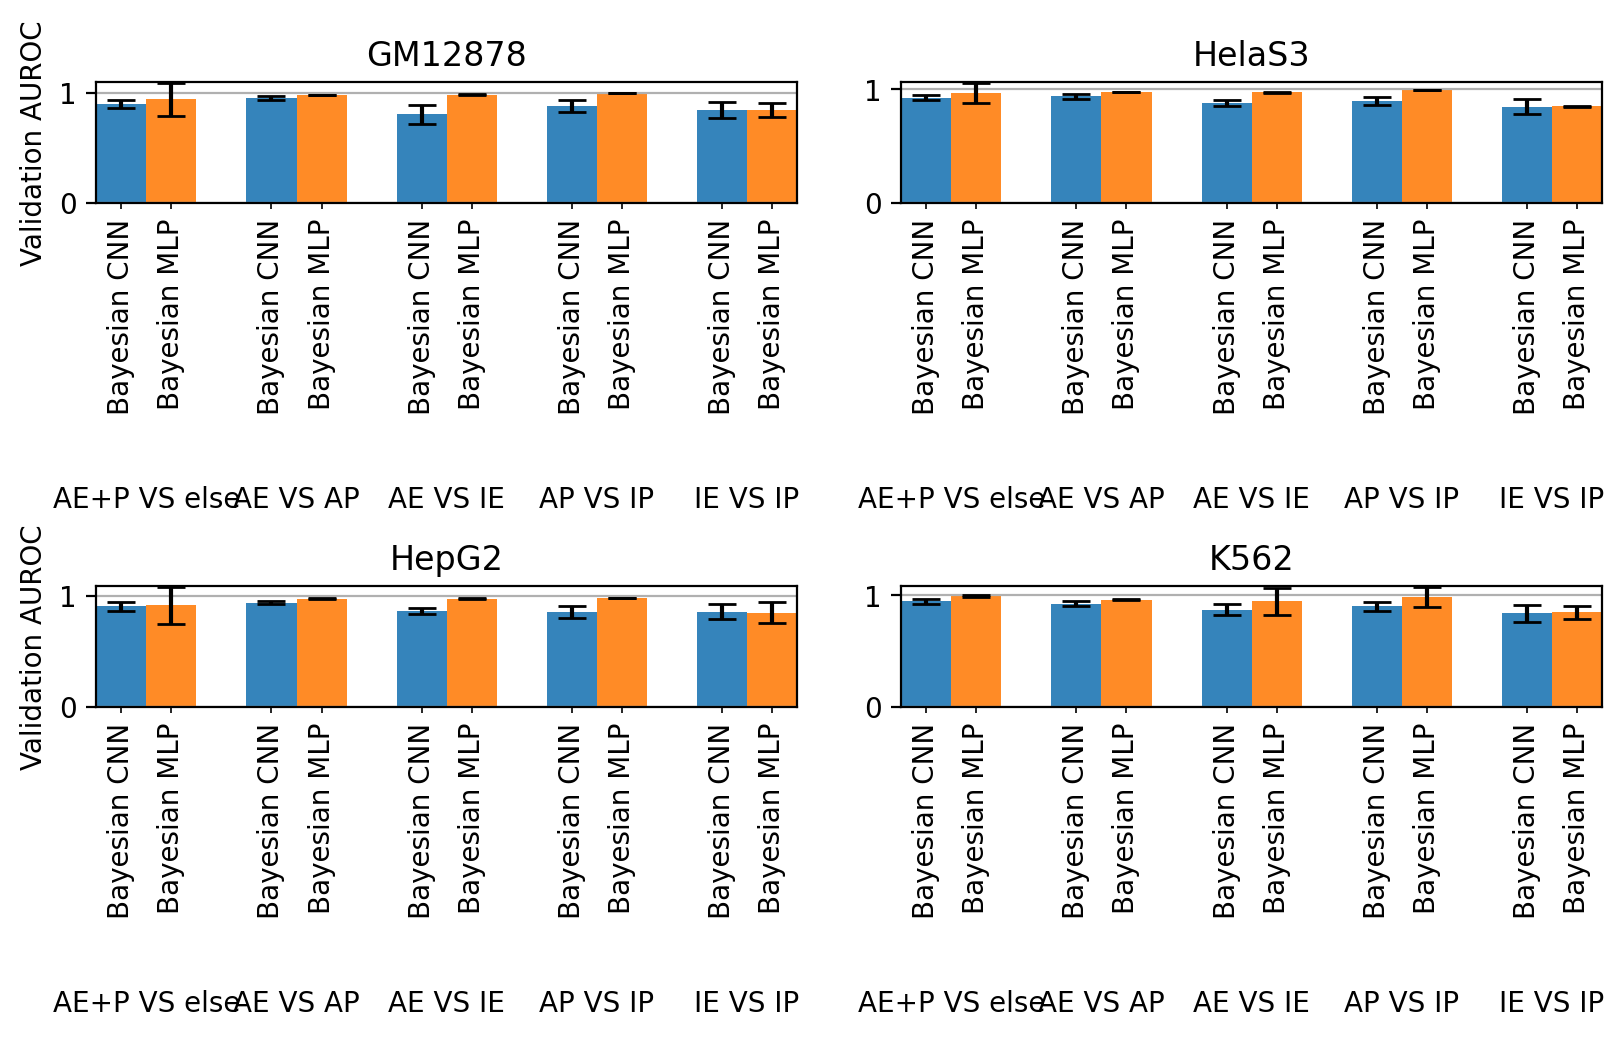 GM12878
Validation AUROC
1
0
Bayesian CNN
Bayesian MLP
Bayesian CNN
Bayesian MLP
Bayesian CNN
Bayesian MLP
Bayesian CNN
Bayesian MLP
Bayesian CNN
Bayesian MLP
AE+P VS else
AE VS AP
AE VS IE
AP VS IP
IE VS IP
HelaS3
1
0
Bayesian CNN
Bayesian MLP
Bayesian CNN
Bayesian MLP
Bayesian CNN
Bayesian MLP
Bayesian CNN
Bayesian MLP
Bayesian CNN
Bayesian MLP
AE+P VS else
AE VS AP
AE VS IE
AP VS IP
IE VS IP
HepG2
Validation AUROC
1
0
Bayesian CNN
Bayesian MLP
Bayesian CNN
Bayesian MLP
Bayesian CNN
Bayesian MLP
Bayesian CNN
Bayesian MLP
Bayesian CNN
Bayesian MLP
AE+P VS else
AE VS AP
AE VS IE
AP VS IP
IE VS IP
K562
1
0
Bayesian CNN
Bayesian MLP
Bayesian CNN
Bayesian MLP
Bayesian CNN
Bayesian MLP
Bayesian CNN
Bayesian MLP
Bayesian CNN
Bayesian MLP
AE+P VS else
AE VS AP
AE VS IE
AP VS IP
IE VS IP